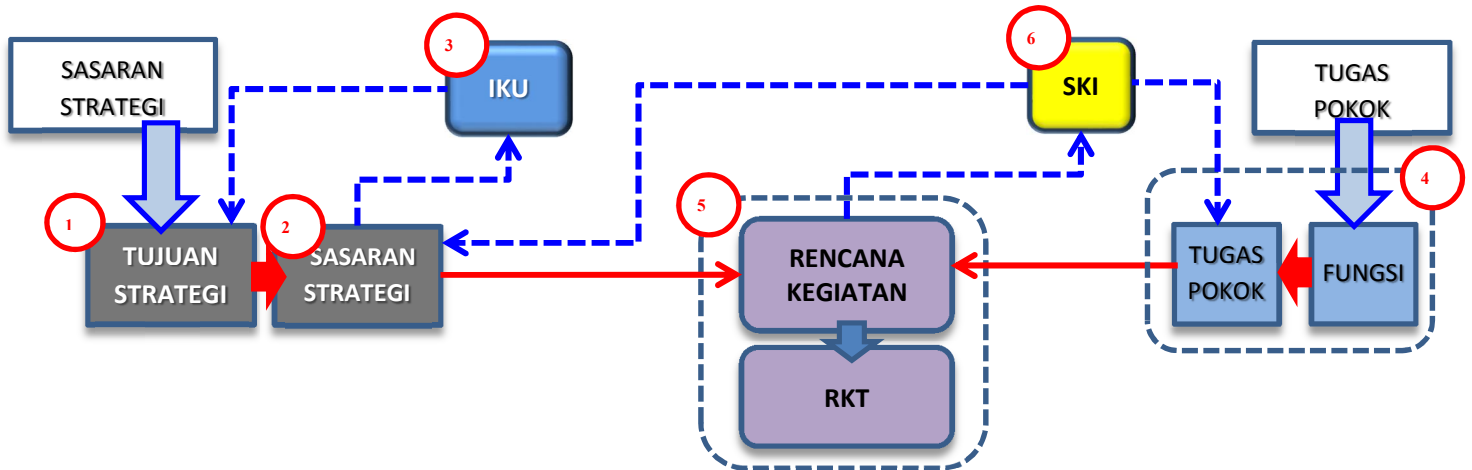 SASARAN
STRATEGI
3
IKU
6
SKI
TUGAS
POKOK
1
TUJUAN
STRATEGI
2
SASARAN
STRATEGI
5
RENCANA
KEGIATAN
RKT
4
TUGAS
POKOK
FUNGSI